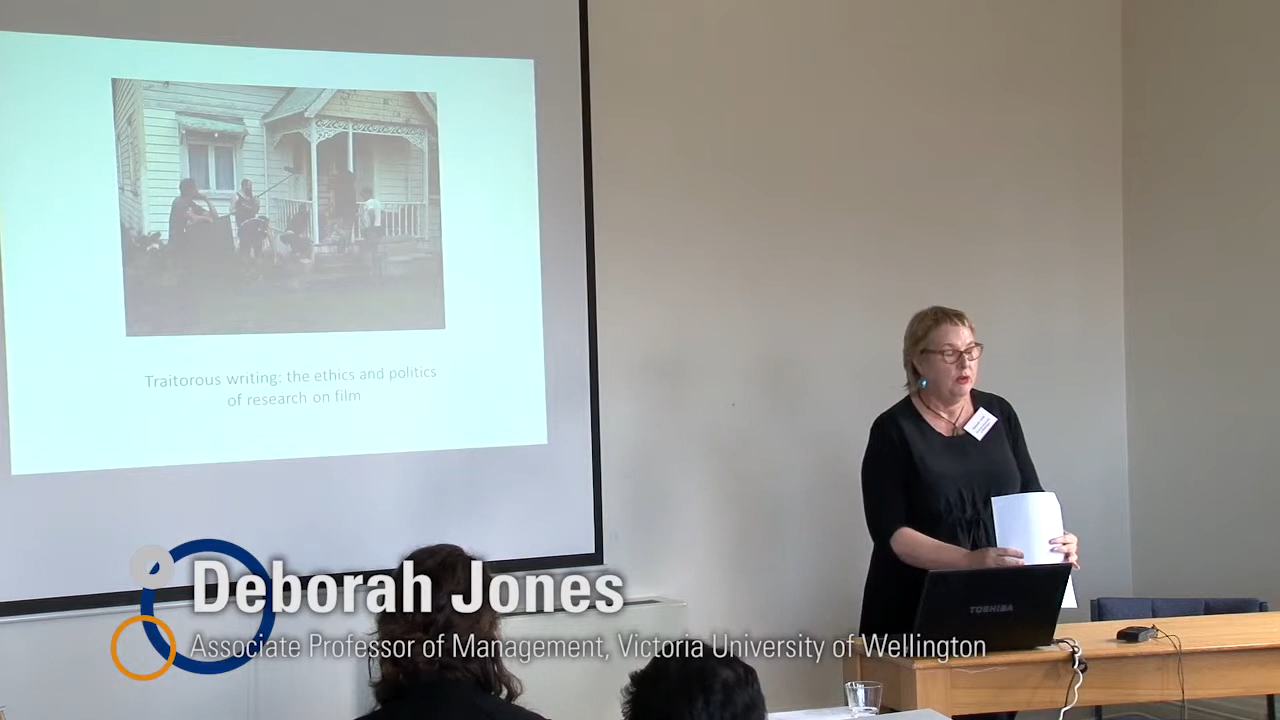 Traitorous writing: the ethics and politics
of research on film
Deborah Jones
Associate Professor of Management, Victoria University of Wellington
TOSHIBA